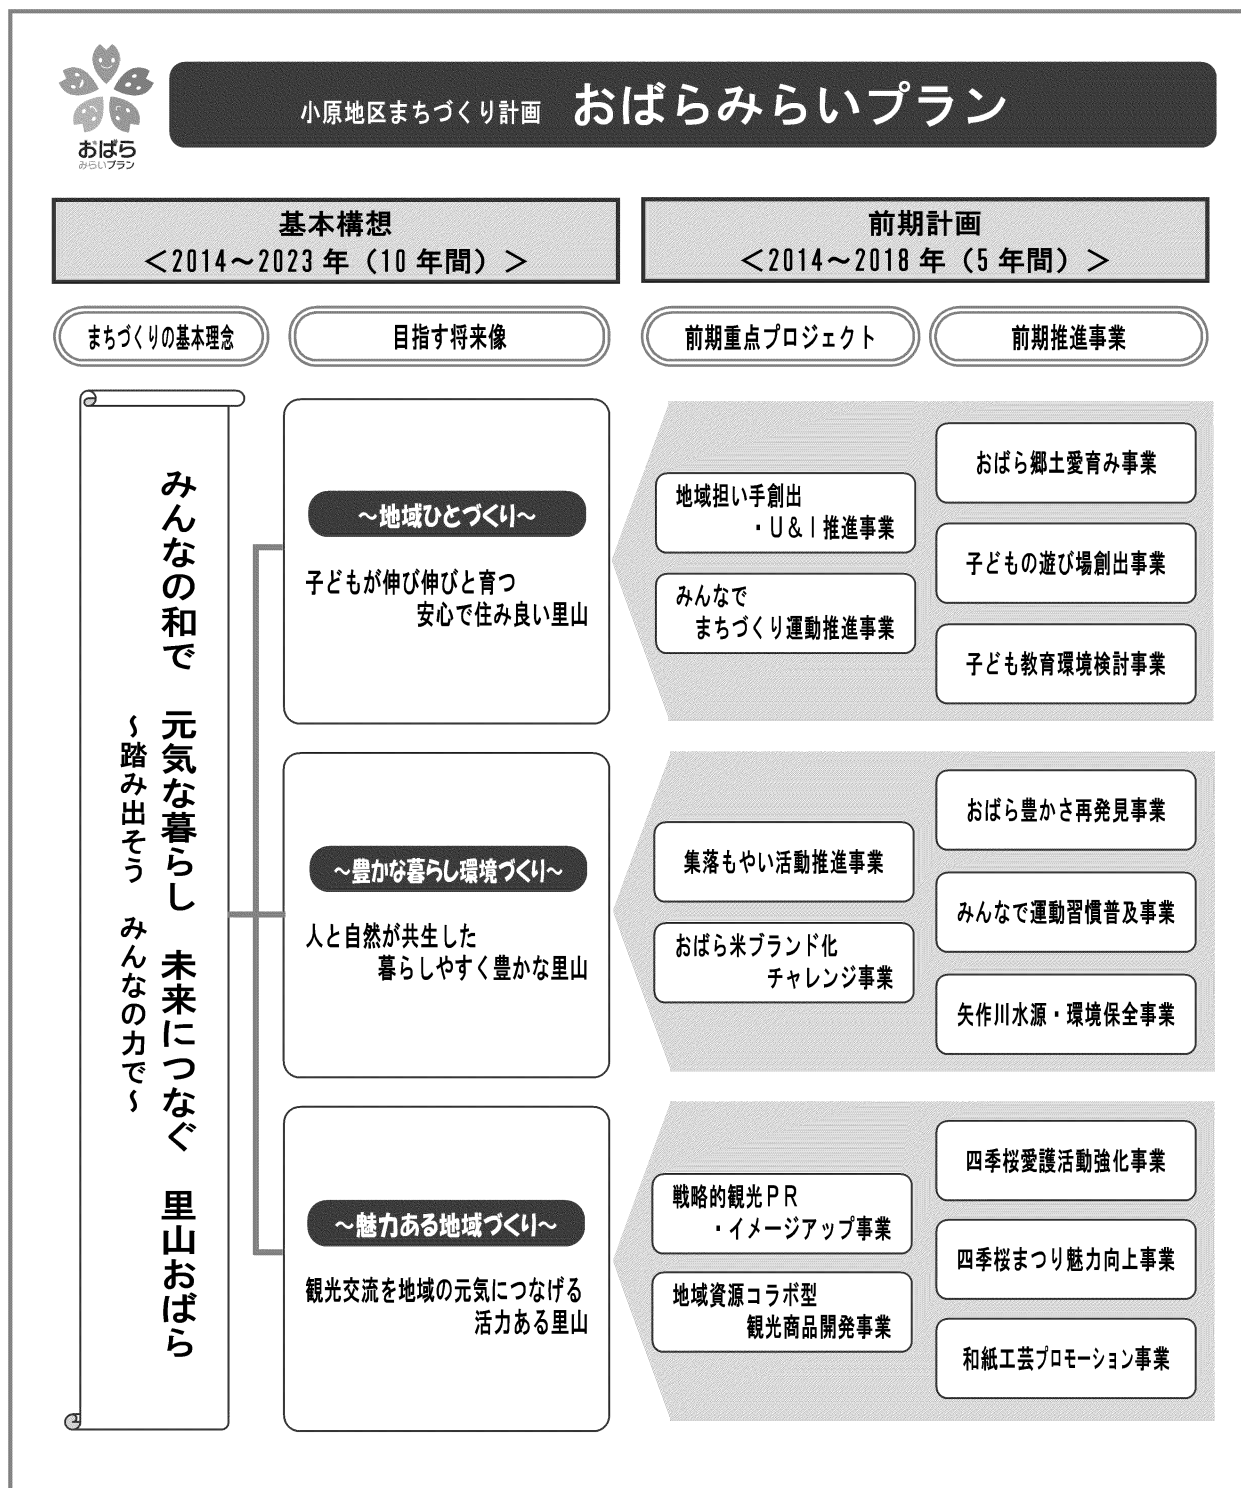 おばら
みらいプラン
小原地区まちづくり計画 おばらみらいプラン
基本構想
＜2014～2023 年（10 年間）＞
前期計画
＜2014～2018 年（5 年間）＞
まちづくりの基本理念
目指す将来像
前期重点プロジェクト
前期推進事業
みんなの和で 元気な暮らし 未来につなぐ 里山おばら
～踏み出そう みんなの力で～
～地域ひとづくり～
子どもが伸び伸びと育つ
安心で住み良い里山
地域担い手創出
・Ｕ＆Ｉ推進事業
みんなで
まちづくり運動推進事業
おばら郷土愛育み事業
子どもの遊び場創出事業
子ども教育環境検討事業
～豊かな暮らし環境づくり～
人と自然が共生した
暮らしやすく豊かな里山
集落もやい活動推進事業
おばら米ブランド化
チャレンジ事業
おばら豊かさ再発見事業
みんなで運動習慣普及事業
矢作川水源・環境保全事業
～魅力ある地域づくり～
観光交流を地域の元気につなげる
活力ある里山
戦略的観光ＰＲ
・イメージアップ事業
地域資源コラボ型
観光商品開発事業
四季桜愛護活動強化事業
四季桜まつり魅力向上事業
和紙工芸プロモーション事業